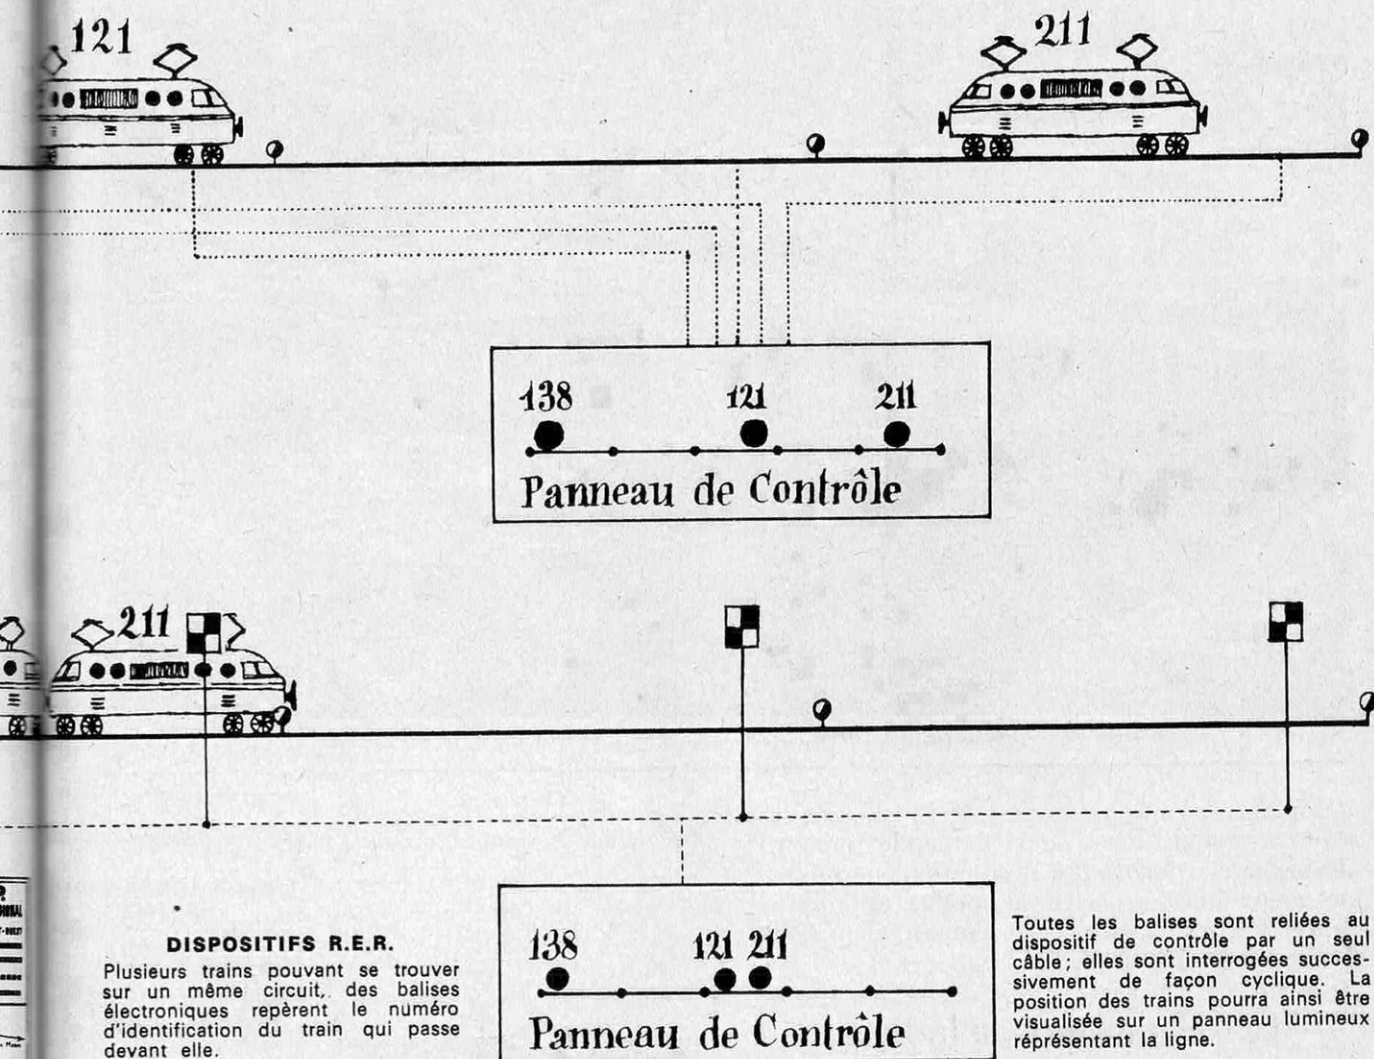 121
211
138 121 211
Panneau de Contrôle
211
138 121 211
Panneau de Contrôle
DISPOSITIFS R.E.R.
Plusieurs trains pouvant se trouver
sur un même circuit, des balises
électroniques repèrent le numéro
d'identification du train qui passe
devant elle.
Toutes les balises sont reliées au
dispositif de contrôle par un seul
câble; elles sont interrogées succes-
sivement de façon cyclique. La
position des trains pourra ainsi être
visualisée sur un panneau lumineux
réprésentant la ligne.